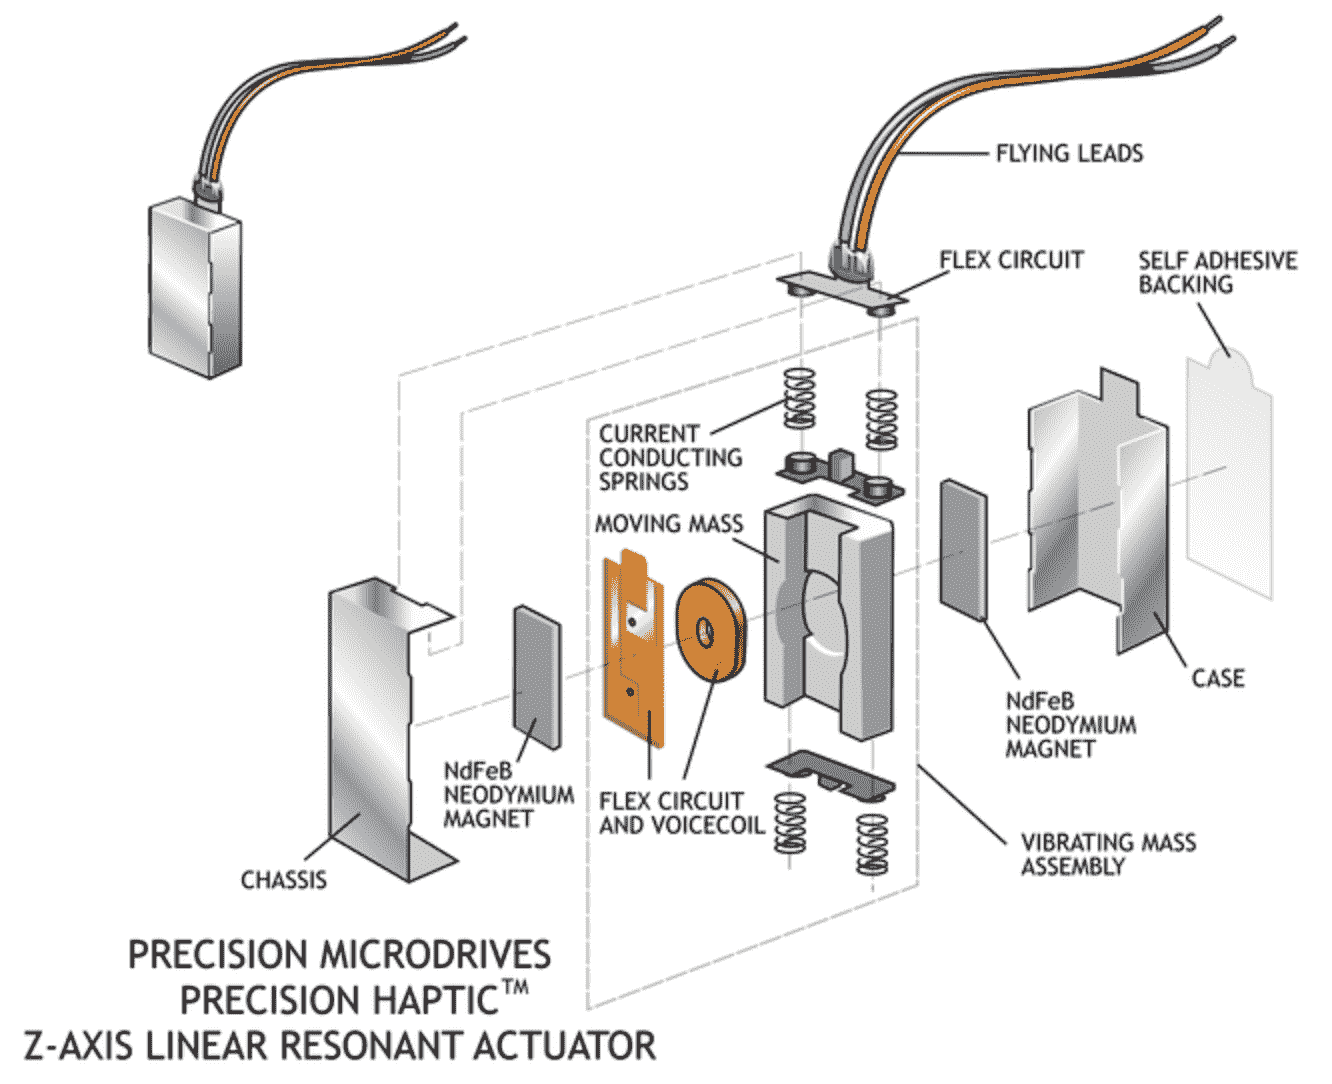 FLYING LEADS
FLEX CIRCUIT
SELF ADHESIVE
BACKING
CURRENT
CONDUCTING
SPRINGS
MOVING MASS
CASE
NdFeB
NEODYMIUM
MAGNET
NdFeB
NEODYMIUM
MAGNET
FLEX CIRCUIT
AND VOICECOIL
VIBRATING MASS
ASSEMBLY
CHASSIS
PRECISION MICRODRIVES
PRECISION HAPTIC™
Z-AXIS LINEAR RESONANT ACTUATOR